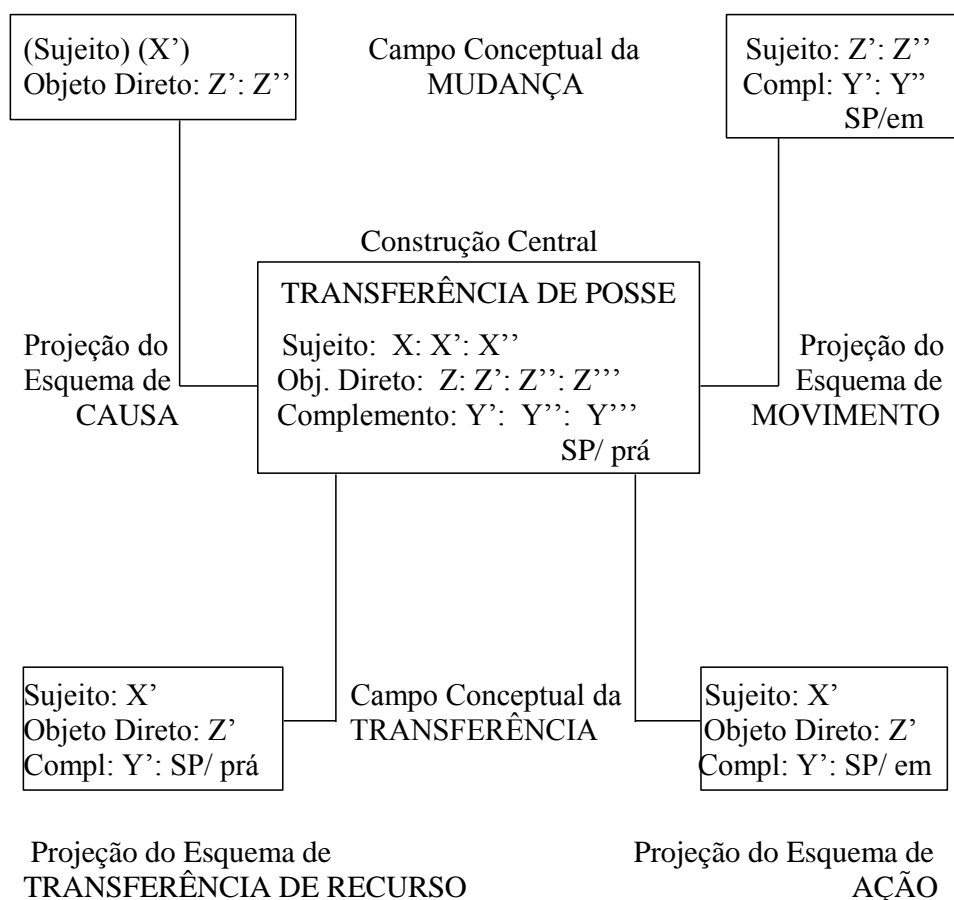 (Sujeito) (X’)
Objeto Direto: Z’: Z’’
Campo Conceptual da
MUDANÇA
Sujeito: Z’: Z’’
Compl: Y’: Y”
SP/em
Construção Central
TRANSFERÊNCIA DE POSSE
Sujeito: X: X’: X’’
Obj. Direto: Z: Z’: Z’’: Z’’’
Complemento: Y’: Y’’: Y’’’
SP/ prá
Projeção do
Esquema de
CAUSA
Projeção do
Esquema de
MOVIMENTO
Sujeito: X’
Objeto Direto: Z’
Compl: Y’: SP/ prá
Campo Conceptual da
TRANSFERÊNCIA
Sujeito: X’
Objeto Direto: Z’
Compl: Y’: SP/ em
Projeção do Esquema de
TRANSFERÊNCIA DE RECURSO
Projeção do Esquema de
AÇÃO